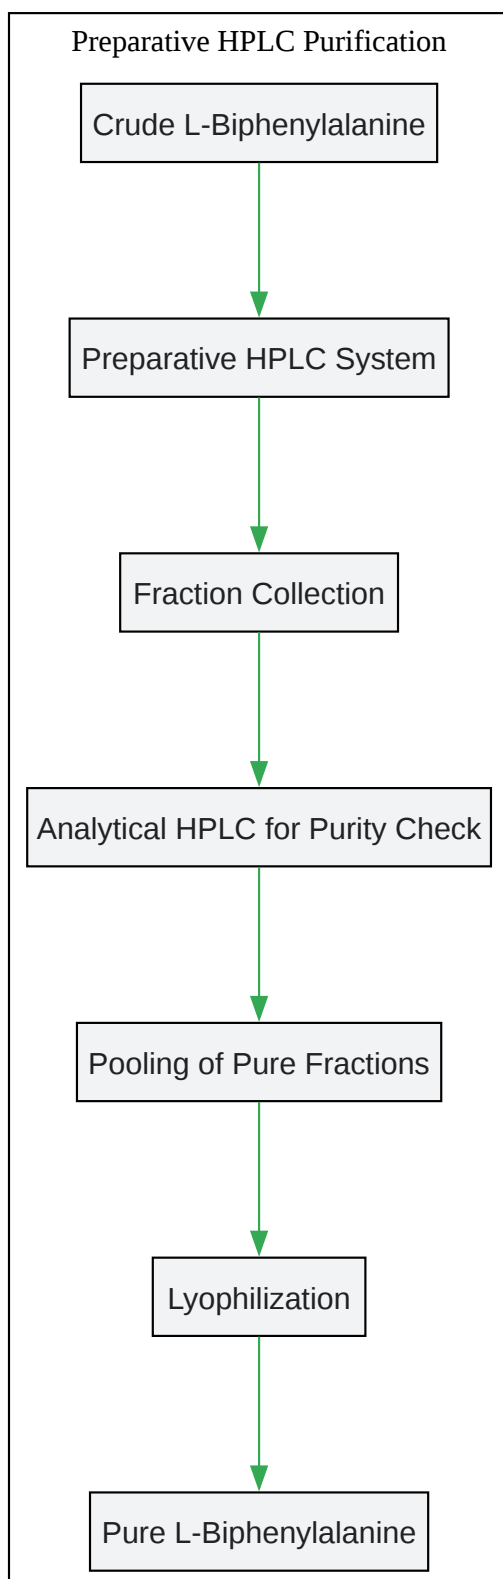 Preparative HPLC Purification
Crude L-Biphenylalanine
Preparative HPLC System
Fraction Collection
Analytical HPLC for Purity Check
Pooling of Pure Fractions
Lyophilization
Pure L-Biphenylalanine